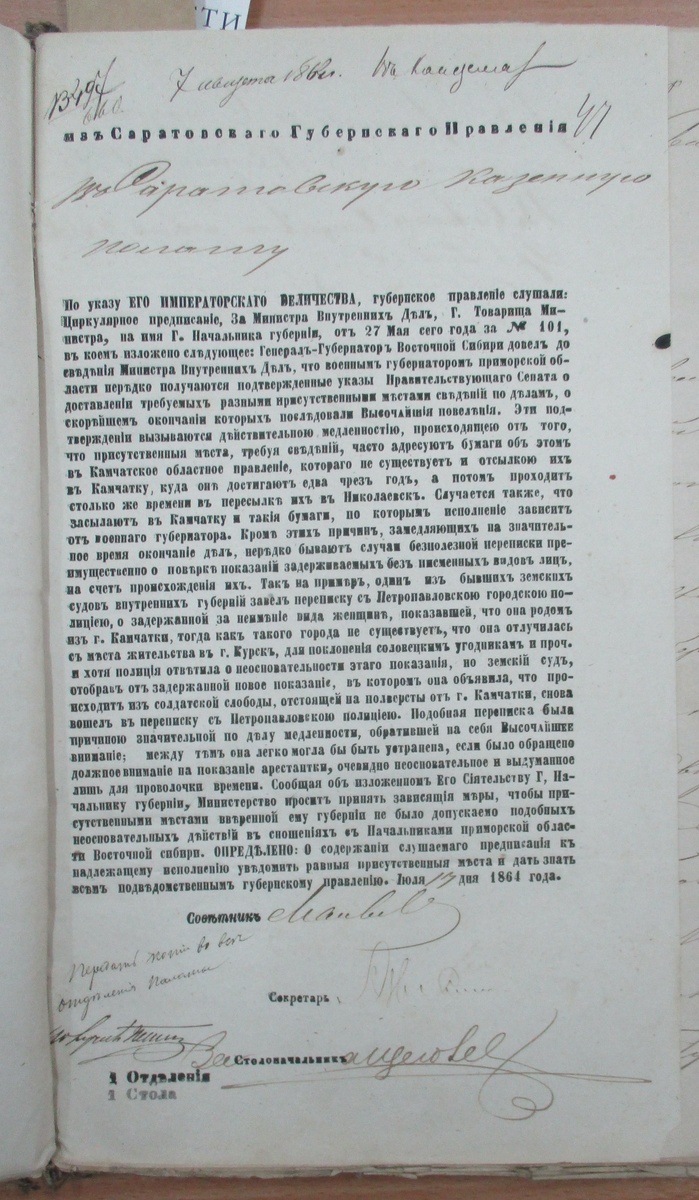 ТИ
7 августа 1864 г.
47
изъ Саратовскаго Губернскаго Правленія
въ Саратовскую казенную
палату
По указу ЕГО ИМПЕРАТОРСКАГО ВЕЛИЧЕСТВА, губернское правленіе слушали:
Циркулярное предписаніе, За Министра Внутреннихъ Дѣлъ, Г. Товарища Ми-
нистра, на имя Г. Начальника губерніи, отъ 27 Мая сего года за № 101,
въ коемъ изложено слѣдующее: Генералъ-Губернаторъ Восточной Сибири довелъ до
свѣдѣнія Министра Внутреннихъ Дѣлъ, что военнымъ губернаторомъ приморской об-
ласти нерѣдко получаются подтвержденные указы Правительствующаго Сената о
доставленіи требуемыхъ разными присутственными мѣстами свѣдѣній по дѣламъ, о
скорѣйшемъ окончаніи которыхъ послѣдовали Высочайшія повелѣнія. Эти под-
твержденіи вызываются дѣйствительною медленностію, происходящею отъ того,
что присутственныя мѣста, требуя свѣдѣній, часто адресуютъ бумаги объ этомъ
въ Камчатское областное правленіе, котораго не существуетъ и отсылкою ихъ
въ Камчатку, куда онѣ достигаютъ едва чрезъ годъ, а потомъ проходитъ
столько же времени въ пересылкѣ ихъ въ Николаевскъ. Случается также, что
засылаютъ въ Камчатку и такія бумаги, по которымъ исполненіе зависитъ
отъ военнаго губернатора. Кромѣ этихъ причинъ, замедляющихъ на значитель-
ное время окончаніе дѣлъ, нерѣдко бываютъ случаи безполезной переписки пре-
имущественно о повѣркѣ показаній задерживаемыхъ безъ писменныхъ видовъ лицъ,
на счетъ происхожденія ихъ. Такъ на примѣръ, одинъ изъ бывшихъ земскихъ
судовъ внутреннихъ губерній завелъ переписку съ Петропавловскою городскою по-
лиціею, о задержанной за неимѣніе вида женщинѣ, показавшей, что она родомъ
изъ г. Камчатки, тогда какъ такого города не существуетъ, что она отлучилась
съ мѣста жительства въ г. Курскъ, для поклоненія соловецкимъ угодникамъ и проч.
и хотя полиція отвѣтила о неосновательности этаго показанія, но земскій судъ,
отобравъ отъ задержанной новое показаніе, въ которомъ она объявила, что про-
исходитъ изъ солдатской слободы, отстоящей на полверсты отъ г. Камчатки, снова
вошелъ въ переписку съ Петропавловскою полиціею. Подобная переписка была
причиною значительной по дѣлу медленности, обратившей на себя Высочайшее
вниманіе; между тѣмъ она легко могла бы быть устранена, если было обращено
должное вниманіе на показаніе арестантки, очевидно неосновательное и выдуманное
лишь для проволочки времени. Сообщая объ изложенномъ Его Сіятельству Г, На-
чальнику губерніи, Министерство проситъ принять зависящія мѣры, чтобы при-
сутственными мѣстами ввѣренной ему губерніи не было допускаемо подобныхъ
неосновательныхъ дѣйствій въ сношеніяхъ съ Начальниками приморской облас-
ти Восточной сибири. ОПРЕДѢЛЕНО: О содержаніи слушаемаго предписанія къ
надлежащему исполненію увѣдомить равныя присутственныя мѣста и дать знать
всѣмъ подвѣдомственнымъ губернскому правленію. Іюля 17 дня 1864 года.
Совѣтникъ
Передать копіи во всѣ
отдѣленія Палаты
Секретарь
Столоначальникъ
1 Отдѣленія
1 Стола